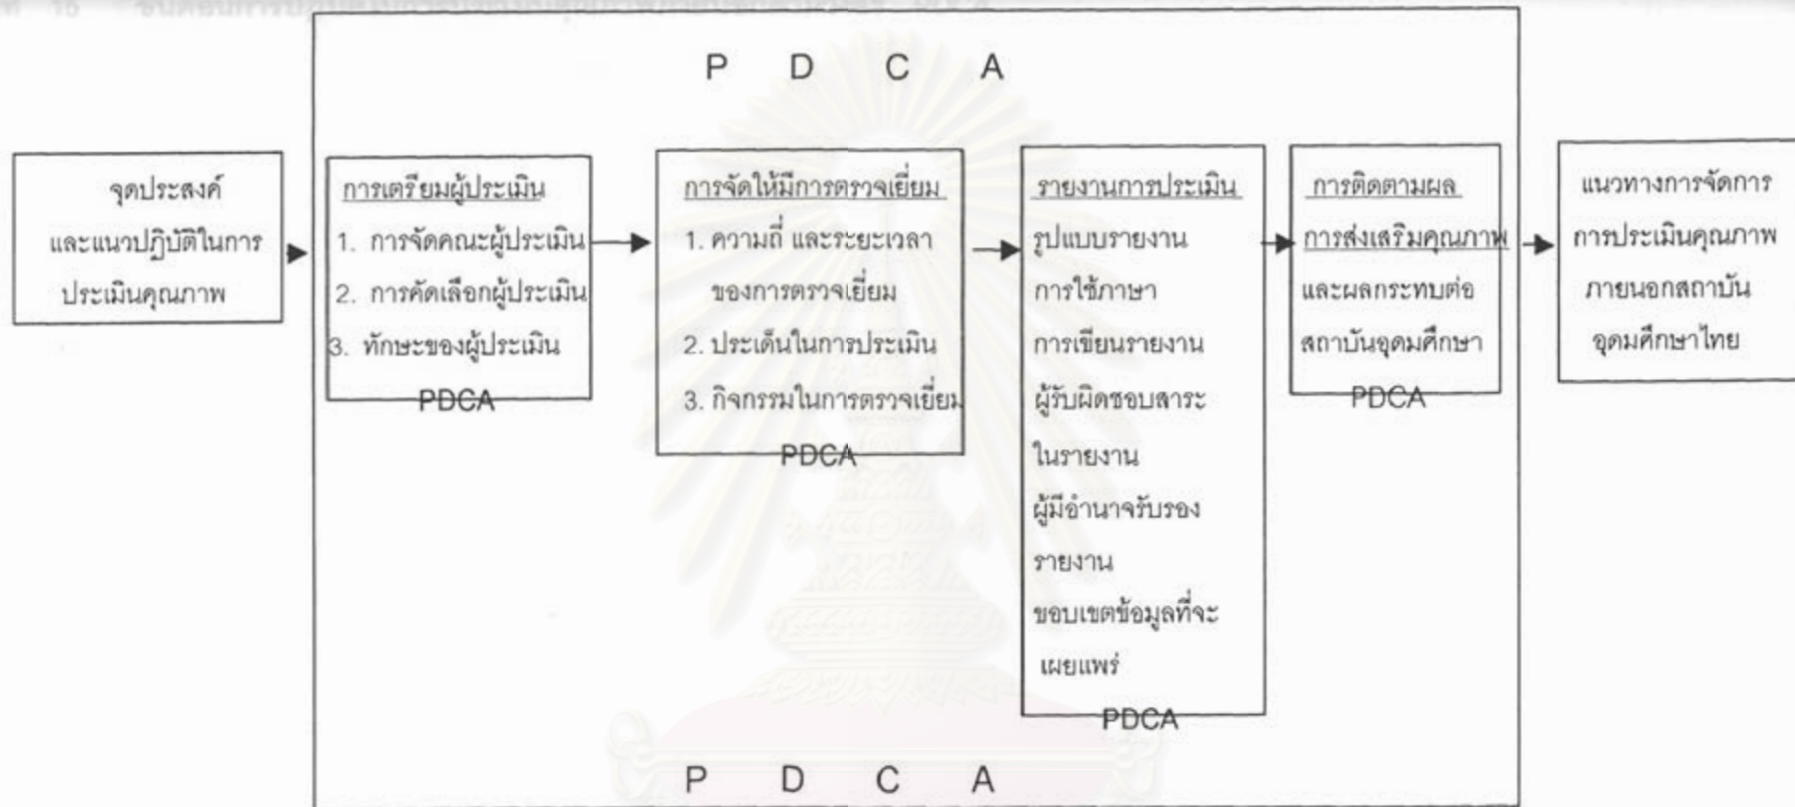 P D C A
จุดประสงค์
และแนวปฏิบัติในการ
ประเมินคุณภาพ
การเตรียมผู้ประเมิน
1. การจัดคณะผู้ประเมิน
2. การคัดเลือกผู้ประเมิน
3. ทักษะของผู้ประเมิน
PDCA
การจัดให้มีการตรวจเยี่ยม
1. ความถี่ และระยะเวลา
ของการตรวจเยี่ยม
2. ประเด็นในการประเมิน
3. กิจกรรมในการตรวจเยี่ยม
PDCA
รายงานการประเมิน
รูปแบบรายงาน
การใช้ภาษา
การเขียนรายงาน
ผู้รับผิดชอบสาระ
ในรายงาน
ผู้มีอำนาจรับรอง
รายงาน
ขอบเขตข้อมูลที่จะ
เผยแพร่
PDCA
การติดตามผล
การส่งเสริมคุณภาพ
และผลกระทบต่อ
สถาบันอุดมศึกษา
PDCA
แนวทางการจัดการ
การประเมินคุณภาพ
ภายนอกสถาบัน
อุดมศึกษาไทย
P D C A